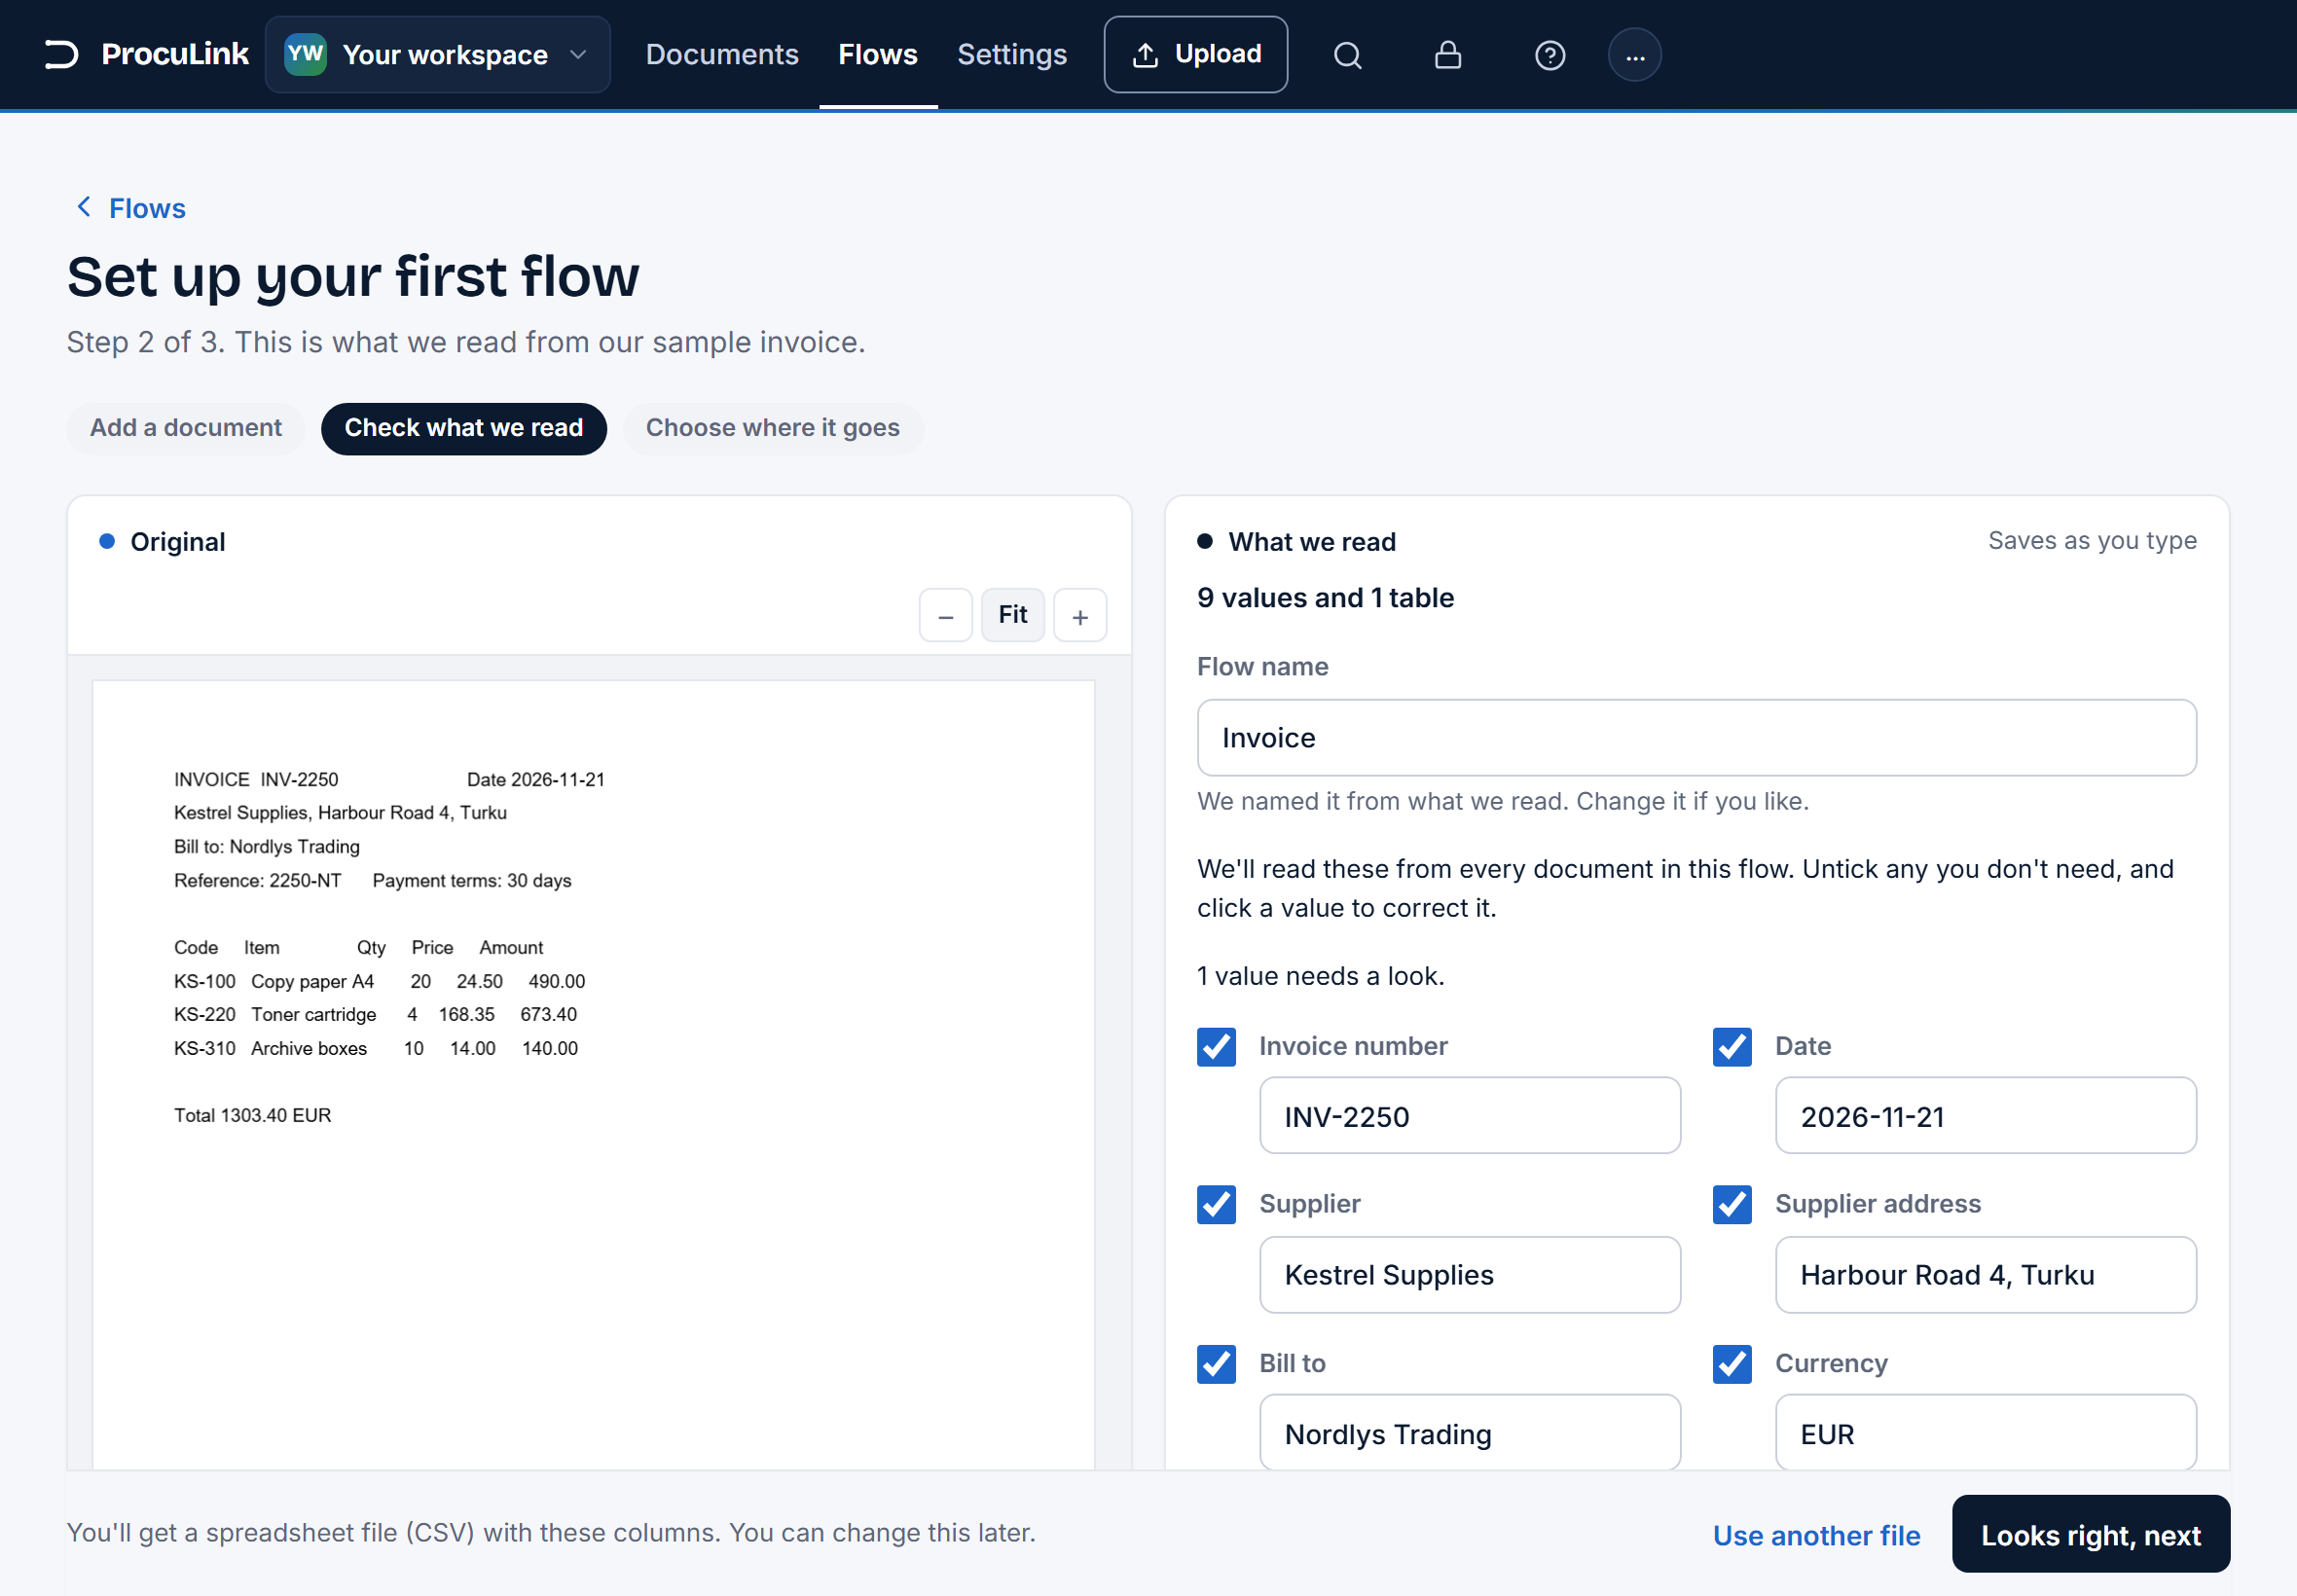 ProcuLink YW Your workspace Documents Flows Settings Upload ...
Flows
Set up your first flow
Step 2 of 3. This is what we read from our sample invoice.
Add a document Check what we read Choose where it goes
Original
− Fit +
INVOICE INV-2250 Date 2026-11-21
Kestrel Supplies, Harbour Road 4, Turku
Bill to: Nordlys Trading
Reference: 2250-NT Payment terms: 30 days
Code Item Qty Price Amount
KS-100 Copy paper A4 20 24.50 490.00
KS-220 Toner cartridge 4 168.35 673.40
KS-310 Archive boxes 10 14.00 140.00
Total 1303.40 EUR
What we read Saves as you type
9 values and 1 table
Flow name
Invoice
We named it from what we read. Change it if you like.
We'll read these from every document in this flow. Untick any you don't need, and
click a value to correct it.
1 value needs a look.
Invoice number Date
INV-2250 2026-11-21
Supplier Supplier address
Kestrel Supplies Harbour Road 4, Turku
Bill to Currency
Nordlys Trading EUR
You'll get a spreadsheet file (CSV) with these columns. You can change this later.
Use another file Looks right, next